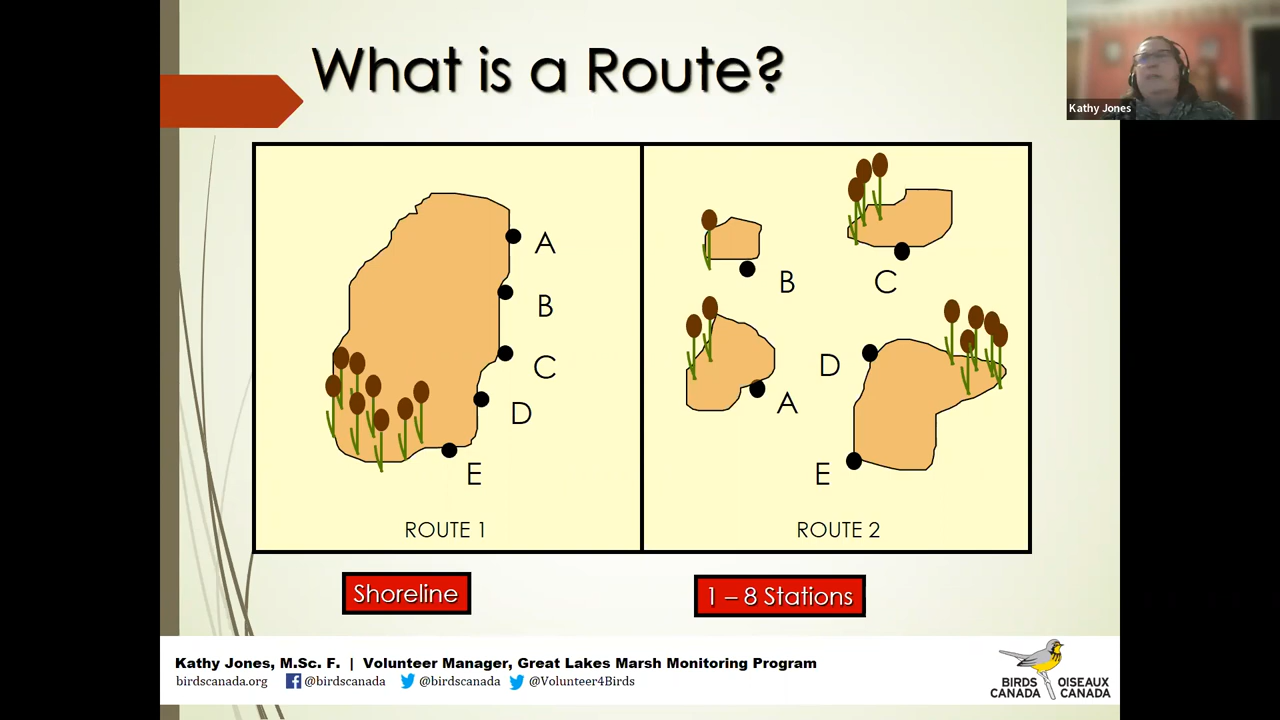 What is a Route?
Kathy Jones
A
B
C
D
E
ROUTE 1
B
C
D
A
E
ROUTE 2
Shoreline
1 – 8 Stations
Kathy Jones, M.Sc. F. | Volunteer Manager, Great Lakes Marsh Monitoring Program
birdscanada.org @birdscanada @birdscanada @Volunteer4Birds
BIRDS OISEAUX
CANADA CANADA